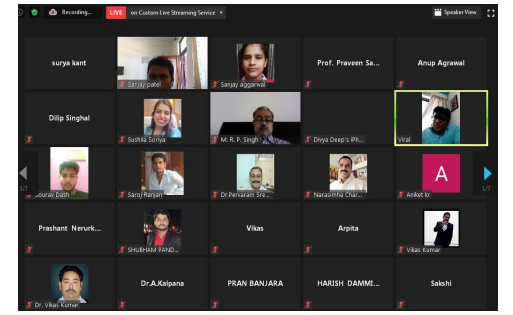 Recording...
LIVE on Custom Live Streaming Service
Speaker View
surya kant
Sanjay patel
Sanjay aggarwal
Prof. Praveen Sa...
Anup Agrawal
Dilip Singhal
Sushila Soriya
M. R. P. Singh
Divya Deep's iPh...
Viral
1/7
Sourav Dash
Saroj Ranjan
Dr.Pervaram Sre...
Narasimha Char...
A
Aniket kr
1/7
Prashant Nerurk...
SHUBHAM PAND...
Vikas
Arpita
Vikas Kumar
Dr. Vikas Kumar
Dr.A.Kalpana
PRAN BANJARA
HARISH DAMMI...
Sakshi